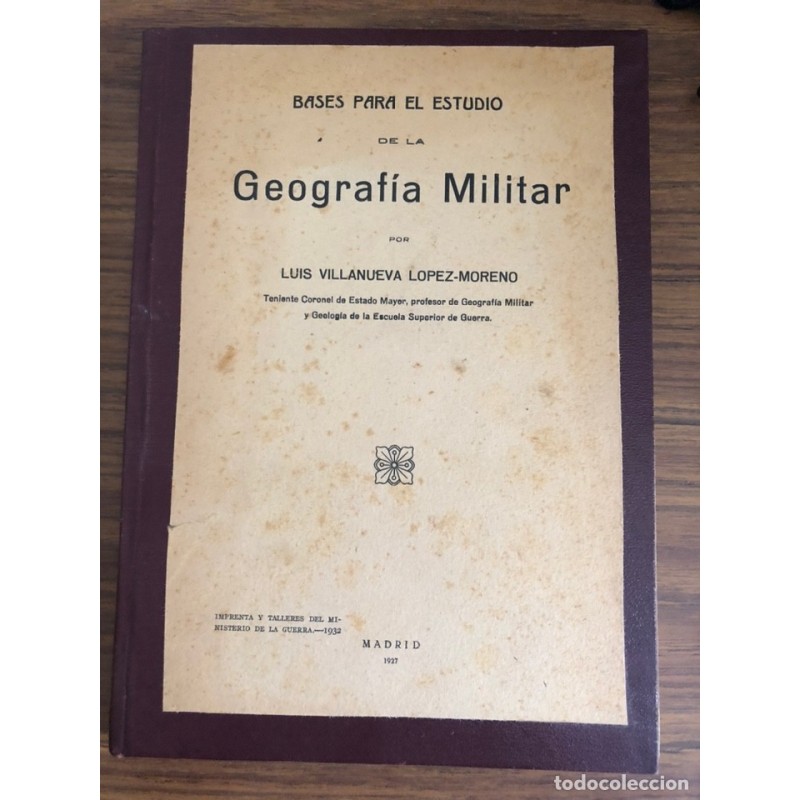 BASES PARA EL ESTUDIO
DE LA
Geografía Militar
POR
LUIS VILLANUEVA LOPEZ-MORENO
Teniente Coronel de Estado Mayor, profesor de Geografía Militar
y Geología de la Escuela Superior de Guerra.
IMPRENTA Y TALLERES DEL MI-
NISTERIO DE LA GUERRA.—1932
MADRID
1937
todocoleccion